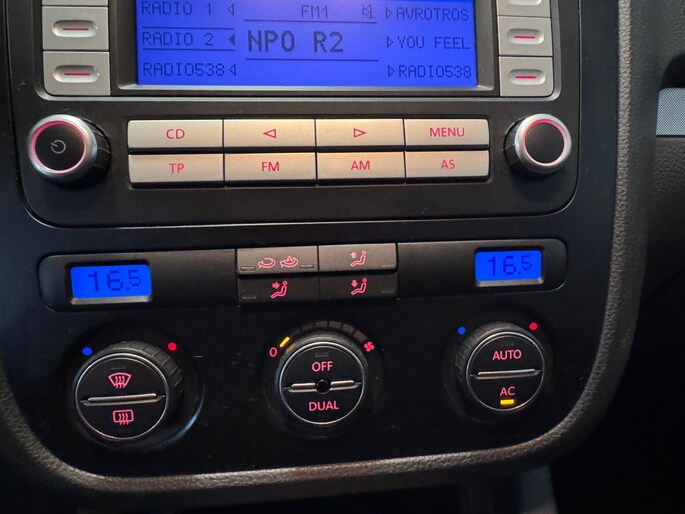 RADIO 1 FM1 AVROTROS
RADIO 2 NPO R2 YOU FEEL
RADIO538 RADIO538
CD MENU
TP FM AM AS
16.5 16.5
0 OFF AUTO
DUAL AC